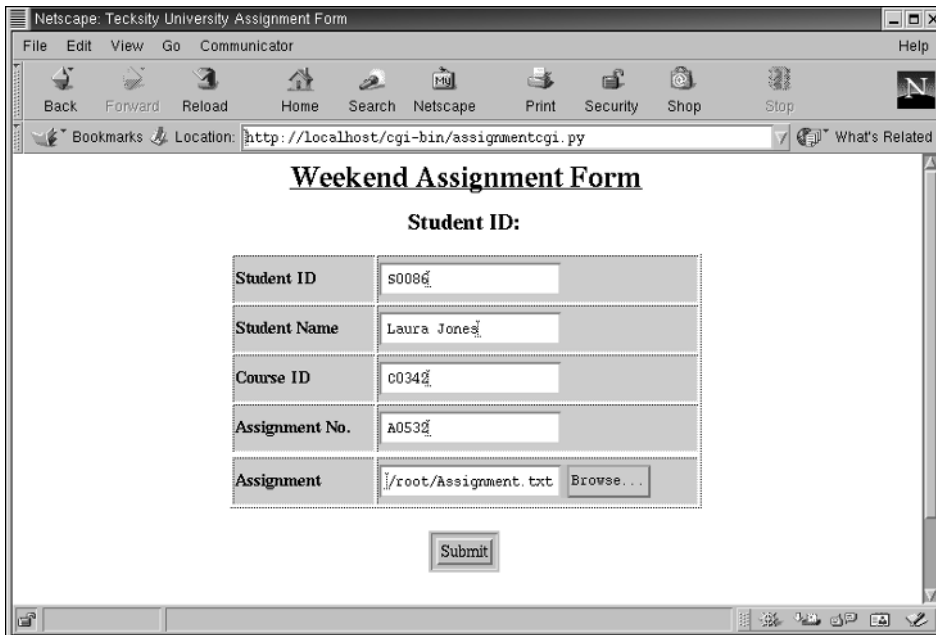 Netscape: Tecksity University Assignment Form
File Edit View Go Communicator Help
Back Forward Reload Home Search Netscape Print Security Shop Stop N
My
Bookmarks Location: http://localhost/cgi-bin/assignmentcgi.py What's Related
Weekend Assignment Form
Student ID:
Student ID S0086
Student Name Laura Jones
Course ID C0342
Assignment No. A0532
Assignment /root/Assignment.txt Browse...
Submit